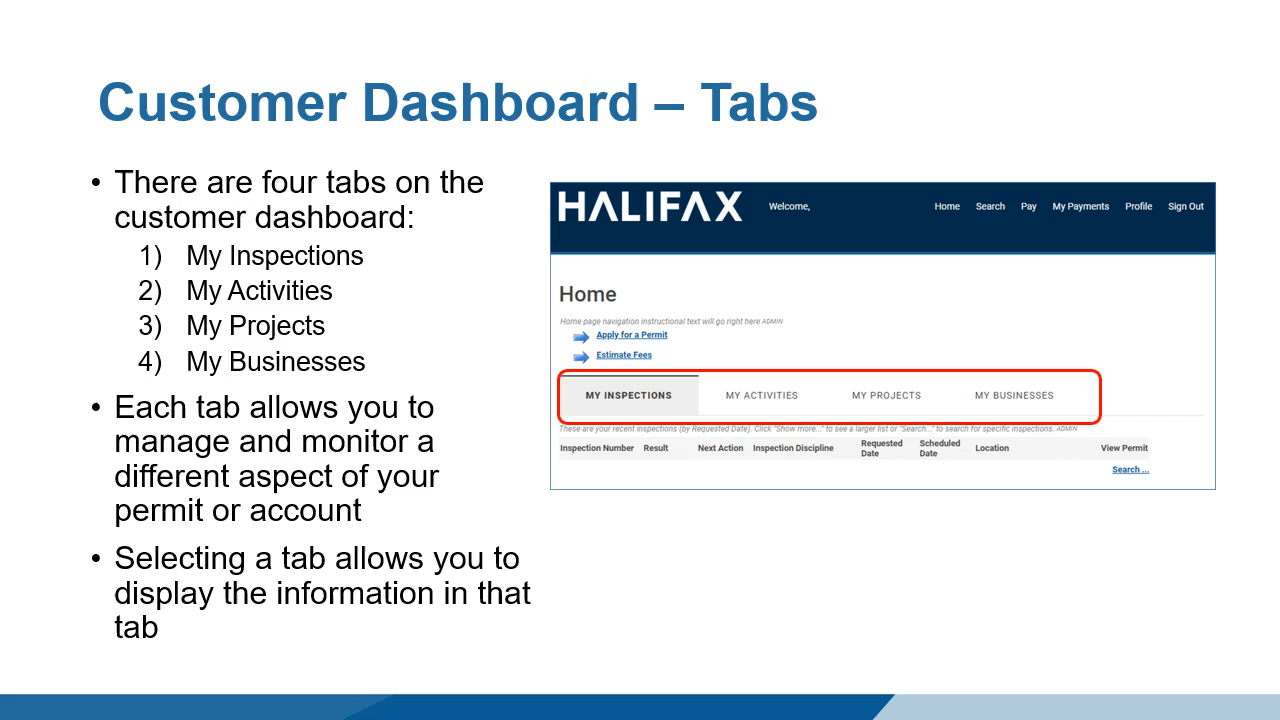 Customer Dashboard – Tabs
• There are four tabs on the
customer dashboard:
1) My Inspections
2) My Activities
3) My Projects
4) My Businesses
• Each tab allows you to
manage and monitor a
different aspect of your
permit or account
• Selecting a tab allows you to
display the information in that
tab
HALIFAX Welcome, Home Search Pay My Payments Profile Sign Out
Home
Home page navigation instructional text will go right here ADMIN
Apply for a Permit
Estimate Fees
MY INSPECTIONS MY ACTIVITIES MY PROJECTS MY BUSINESSES
These are your recent inspections (by Requested Date). Click "Show more..." to see a larger list or "Search..." to search for specific inspections. ADMIN
Inspection Number Result Next Action Inspection Discipline Requested Date Scheduled Date Location View Permit
Search ...